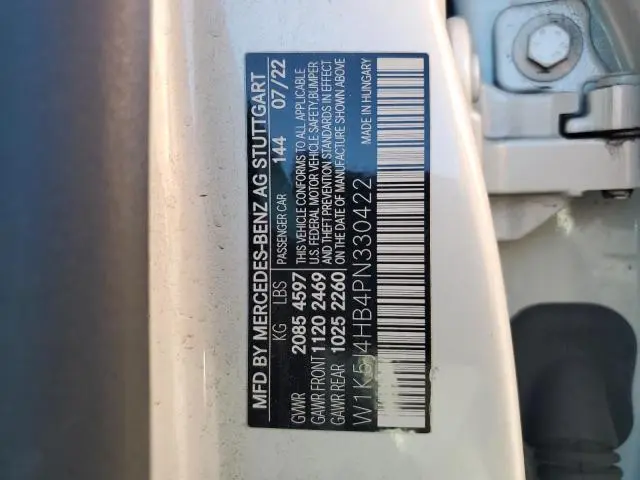 MFD BY MERCEDES-BENZ AG STUTTGART
KG LBS PASSENGER CAR 144 07/22
GVWR 2085 4597 THIS VEHICLE CONFORMS TO ALL APPLICABLE
U.S. FEDERAL MOTOR VEHICLE SAFETY,BUMPER
GAWR FRONT 1120 2469 AND THEFT PREVENTION STANDARDS IN EFFECT
GAWR REAR 1025 2260 ON THE DATE OF MANUFACTURE SHOWN ABOVE
W1K5J4HB4PN330422 MADE IN HUNGARY